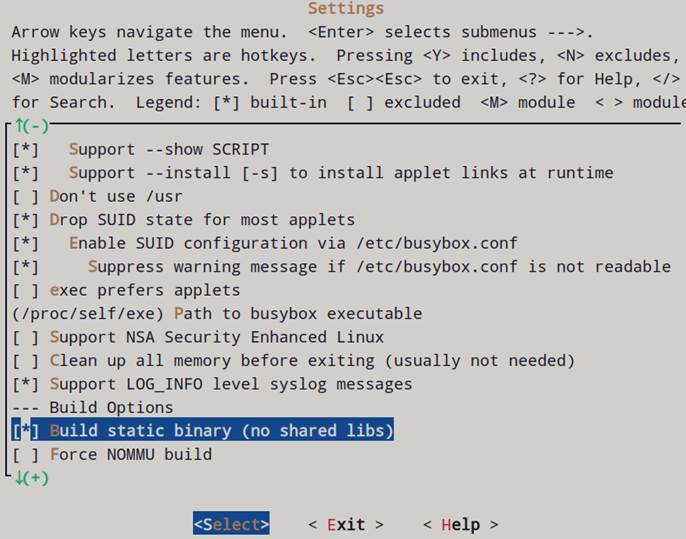 Settings
Arrow keys navigate the menu.  <Enter> selects submenus --->.
Highlighted letters are hotkeys.  Pressing <Y> includes, <N> excludes,
<M> modularizes features.  Press <Esc><Esc> to exit, <?> for Help, </>
for Search.  Legend: [*] built-in  [ ] excluded  <M> module  < > module
↑(-)
[*]   Support --show SCRIPT
[*]   Support --install [-s] to install applet links at runtime
[ ] Don't use /usr
[*] Drop SUID state for most applets
[*]   Enable SUID configuration via /etc/busybox.conf
[*]     Suppress warning message if /etc/busybox.conf is not readable
[ ] exec prefers applets
(/proc/self/exe) Path to busybox executable
[ ] Support NSA Security Enhanced Linux
[ ] Clean up all memory before exiting (usually not needed)
[*] Support LOG_INFO level syslog messages
--- Build Options
[*] Build static binary (no shared libs)
[ ] Force NOMMU build
↓(+)
<Select>    < Exit >    < Help >